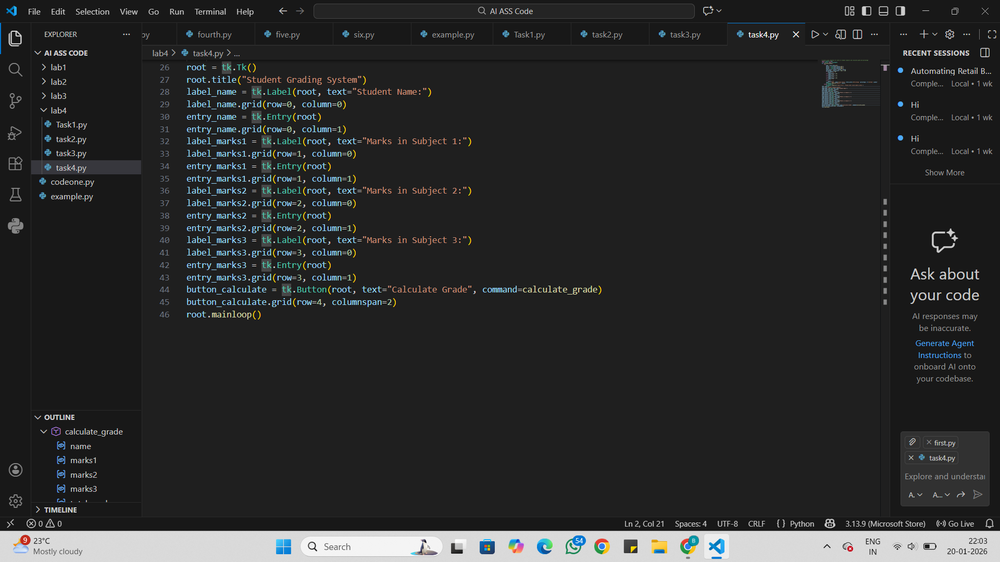 File Edit Selection View Go Run Terminal Help
AI ASS Code
EXPLORER
AI ASS CODE
lab1
lab2
lab3
lab4
Task1.py
task2.py
task3.py
task4.py
codeone.py
example.py
OUTLINE
calculate_grade
name
marks1
marks2
marks3
TIMELINE
py fourth.py five.py six.py example.py Task1.py task2.py task3.py task4.py
lab4 > task4.py > ...
26 root = tk.Tk()
27 root.title("Student Grading System")
28 label_name = tk.Label(root, text="Student Name:")
29 label_name.grid(row=0, column=0)
30 entry_name = tk.Entry(root)
31 entry_name.grid(row=0, column=1)
32 label_marks1 = tk.Label(root, text="Marks in Subject 1:")
33 label_marks1.grid(row=1, column=0)
34 entry_marks1 = tk.Entry(root)
35 entry_marks1.grid(row=1, column=1)
36 label_marks2 = tk.Label(root, text="Marks in Subject 2:")
37 label_marks2.grid(row=2, column=0)
38 entry_marks2 = tk.Entry(root)
39 entry_marks2.grid(row=2, column=1)
40 label_marks3 = tk.Label(root, text="Marks in Subject 3:")
41 label_marks3.grid(row=3, column=0)
42 entry_marks3 = tk.Entry(root)
43 entry_marks3.grid(row=3, column=1)
44 button_calculate = tk.Button(root, text="Calculate Grade", command=calculate_grade)
45 button_calculate.grid(row=4, columnspan=2)
46 root.mainloop()
RECENT SESSIONS
Automating Retail B...
Comple... Local • 1 wk
Hi
Comple... Local • 1 wk
Hi
Comple... Local • 1 wk
Show More
Ask about
your code
AI responses may
be inaccurate.
Generate Agent
Instructions to
onboard AI onto
your codebase.
first.py
task4.py
Explore and understa
A. A...
0 0
Ln 2, Col 21 Spaces: 4 UTF-8 CRLF {} Python 3.13.9 (Microsoft Store) Go Live
9
23°C
Mostly cloudy
Search
54
B
ENG
IN
22:03
20-01-2026